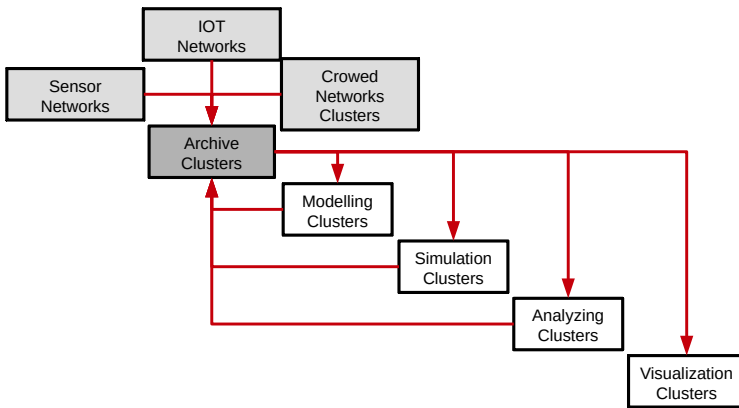 IOT
Networks
Sensor
Networks
Crowed
Networks
Clusters
Archive
Clusters
Modelling
Clusters
Simulation
Clusters
Analyzing
Clusters
Visualization
Clusters